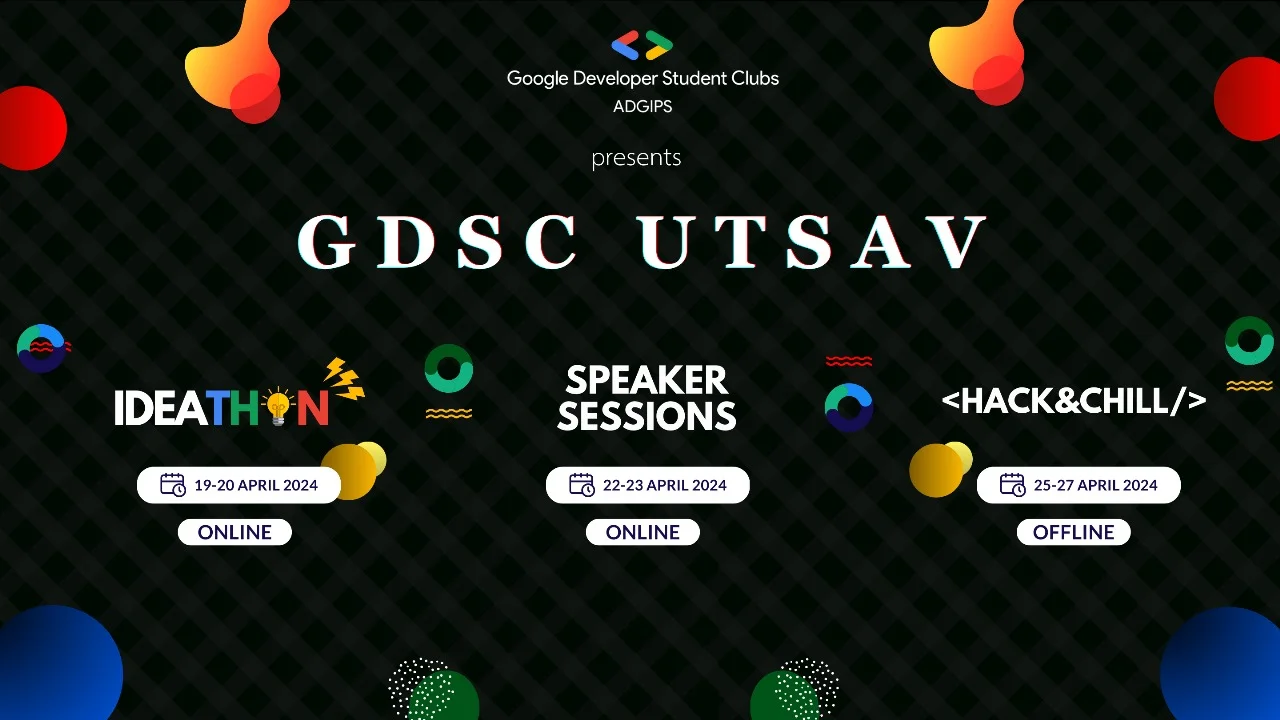 Google Developer Student Clubs
ADGIPS
presents
GDSC UTSAV
IDEATHON
19-20 APRIL 2024
ONLINE
SPEAKER
SESSIONS
22-23 APRIL 2024
ONLINE
<HACK&CHILL/>
25-27 APRIL 2024
OFFLINE